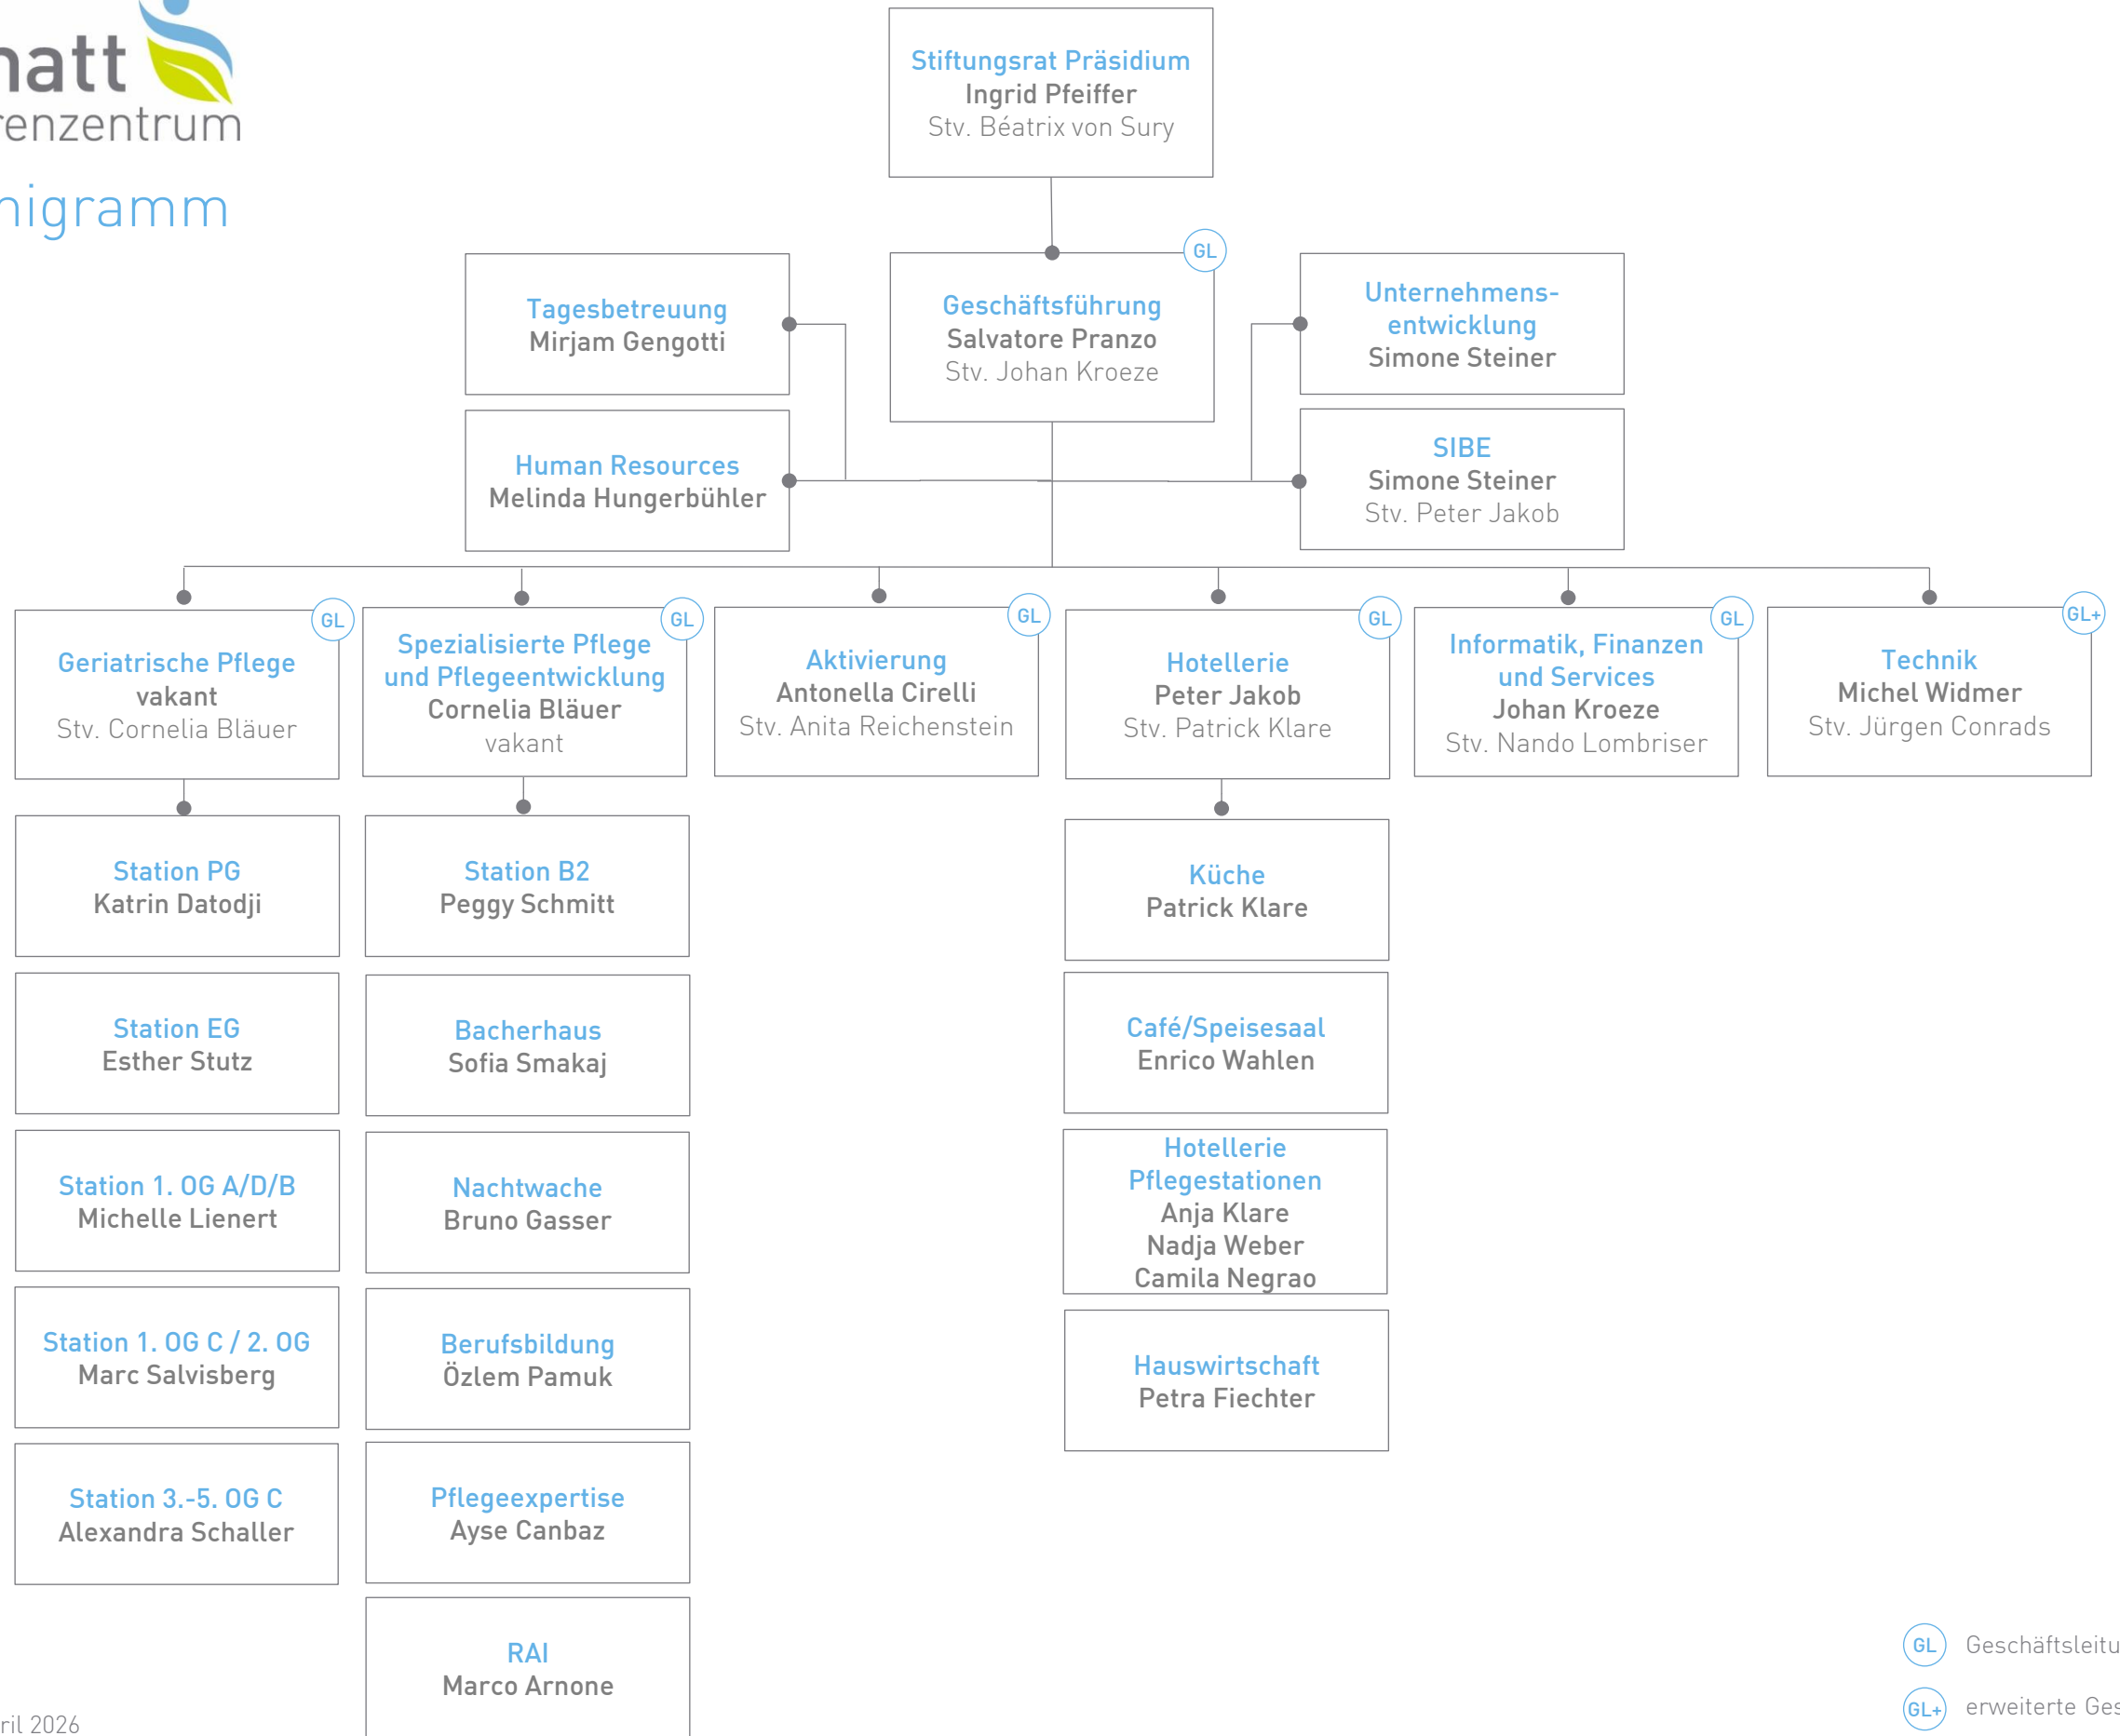 natt
renzentrum
nigramm
Stiftungsrat Präsidium
Ingrid Pfeiffer
Stv. Béatrix von Sury
GL
Geschäftsführung
Salvatore Pranzo
Stv. Johan Kroeze
Tagesbetreuung
Mirjam Gengotti
Human Resources
Melinda Hungerbühler
Unternehmens-
entwicklung
Simone Steiner
SIBE
Simone Steiner
Stv. Peter Jakob
GL
Geriatrische Pflege
vakant
Stv. Cornelia Bläuer
GL
Spezialisierte Pflege
und Pflegeentwicklung
Cornelia Bläuer
vakant
GL
Aktivierung
Antonella Cirelli
Stv. Anita Reichenstein
GL
Hotellerie
Peter Jakob
Stv. Patrick Klare
GL
Informatik, Finanzen
und Services
Johan Kroeze
Stv. Nando Lombriser
GL+
Technik
Michel Widmer
Stv. Jürgen Conrads
Station PG
Katrin Datodji
Station EG
Esther Stutz
Station 1. OG A/D/B
Michelle Lienert
Station 1. OG C / 2. OG
Marc Salvisberg
Station 3.-5. OG C
Alexandra Schaller
Station B2
Peggy Schmitt
Bacherhaus
Sofia Smakaj
Nachtwache
Bruno Gasser
Berufsbildung
Özlem Pamuk
Pflegeexpertise
Ayse Canbaz
RAI
Marco Arnone
Küche
Patrick Klare
Café/Speisesaal
Enrico Wahlen
Hotellerie
Pflegestationen
Anja Klare
Nadja Weber
Camila Negrao
Hauswirtschaft
Petra Fiechter
GL Geschäftsleitu
GL+ erweiterte Ges
ril 2026